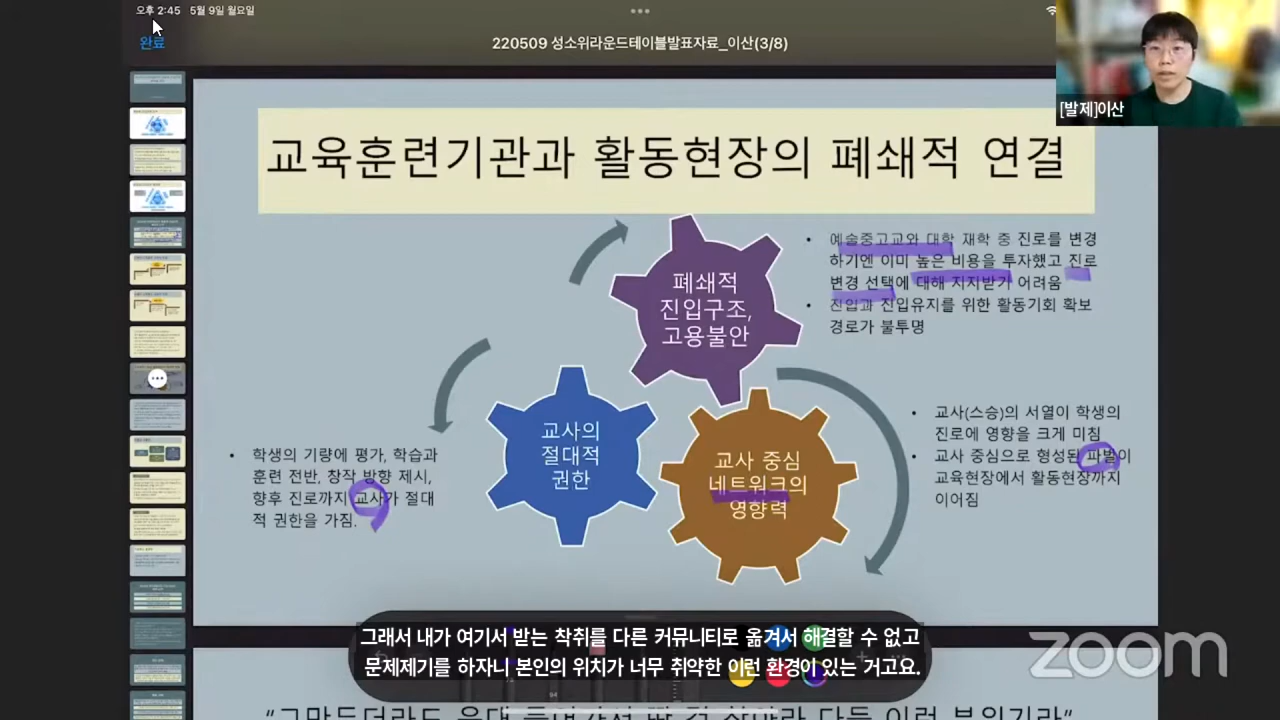 오후 2:45 5월 9일 월요일
완료
220509 성소위라운드테이블발표자료_이산(3/8)
[발제]이산
교육훈련기관과 활동현장의 폐쇄적 연결
폐쇄적
진입구조,
고용불안
• 예술중고교와 대학 재학 중 진로를 변경
하기엔 이미 높은 비용을 투자했고 진로
변경 선택에 대해 지지받기 어려움
• 진입과 진입유지를 위한 활동기회 확보
경로가 불투명
교사의
절대적
권한
교사 중심
네트워크의
영향력
• 학생의 기량에 평가, 학습과
훈련 전반, 창작 방향 제시,
향후 진로까지 교사가 절대
적 권한을 가짐.
• 교사(스승)의 서열이 학생의
진로에 영향을 크게 미침
• 교사 중심으로 형성된 파벌이
교육현장에서 활동현장까지
이어짐
그래서 내가 여기서 받는 착취를 다른 커뮤니티로 옮겨서 해결할 수 없고
문제제기를 하자니 본인의 위치가 너무 취약한 이런 환경이 있는 거고요.
zoom